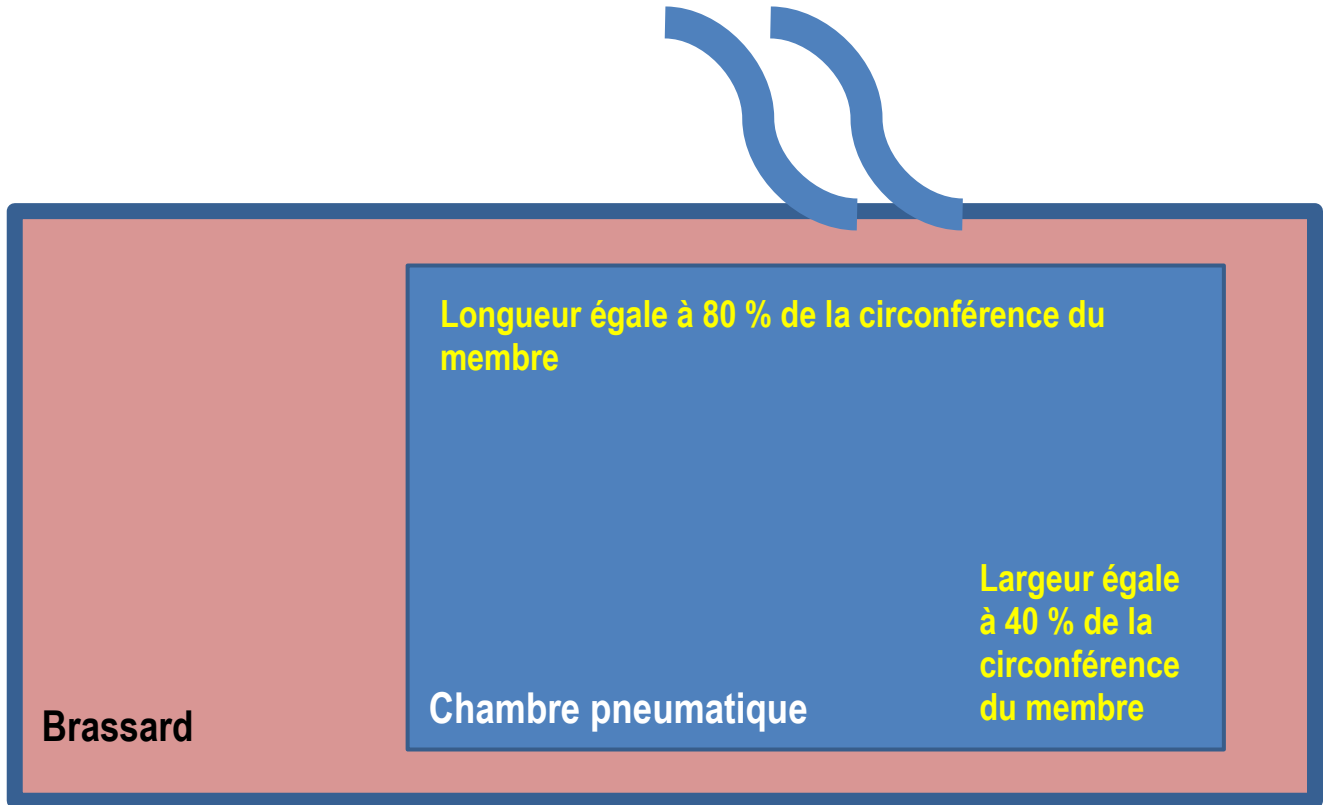 Longueur égale à 80 % de la circonférence du
membre
Largeur égale
à 40 % de la
circonférence
du membre
Chambre pneumatique
Brassard